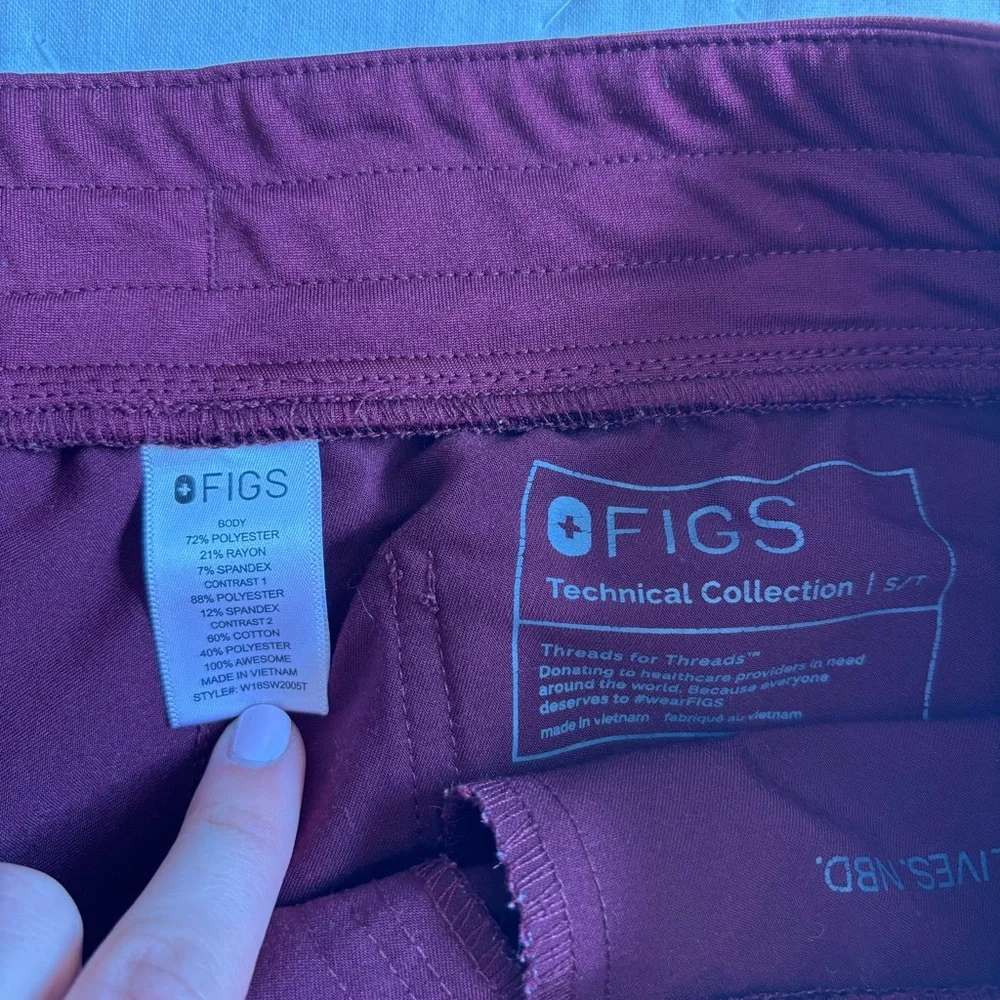 FIGS
BODY
72% POLYESTER
21% RAYON
7% SPANDEX
CONTRAST 1
88% POLYESTER
12% SPANDEX
CONTRAST 2
60% COTTON
40% POLYESTER
100% AWESOME
MADE IN VIETNAM
STYLE#: W18SW2005T
FIGS
Technical Collection | S/T
Threads for Threads™
Donating to healthcare providers in need
around the world. Because everyone
deserves to #wearFIGS
made in vietnam fabriqué au vietnam
IVES.NBD.